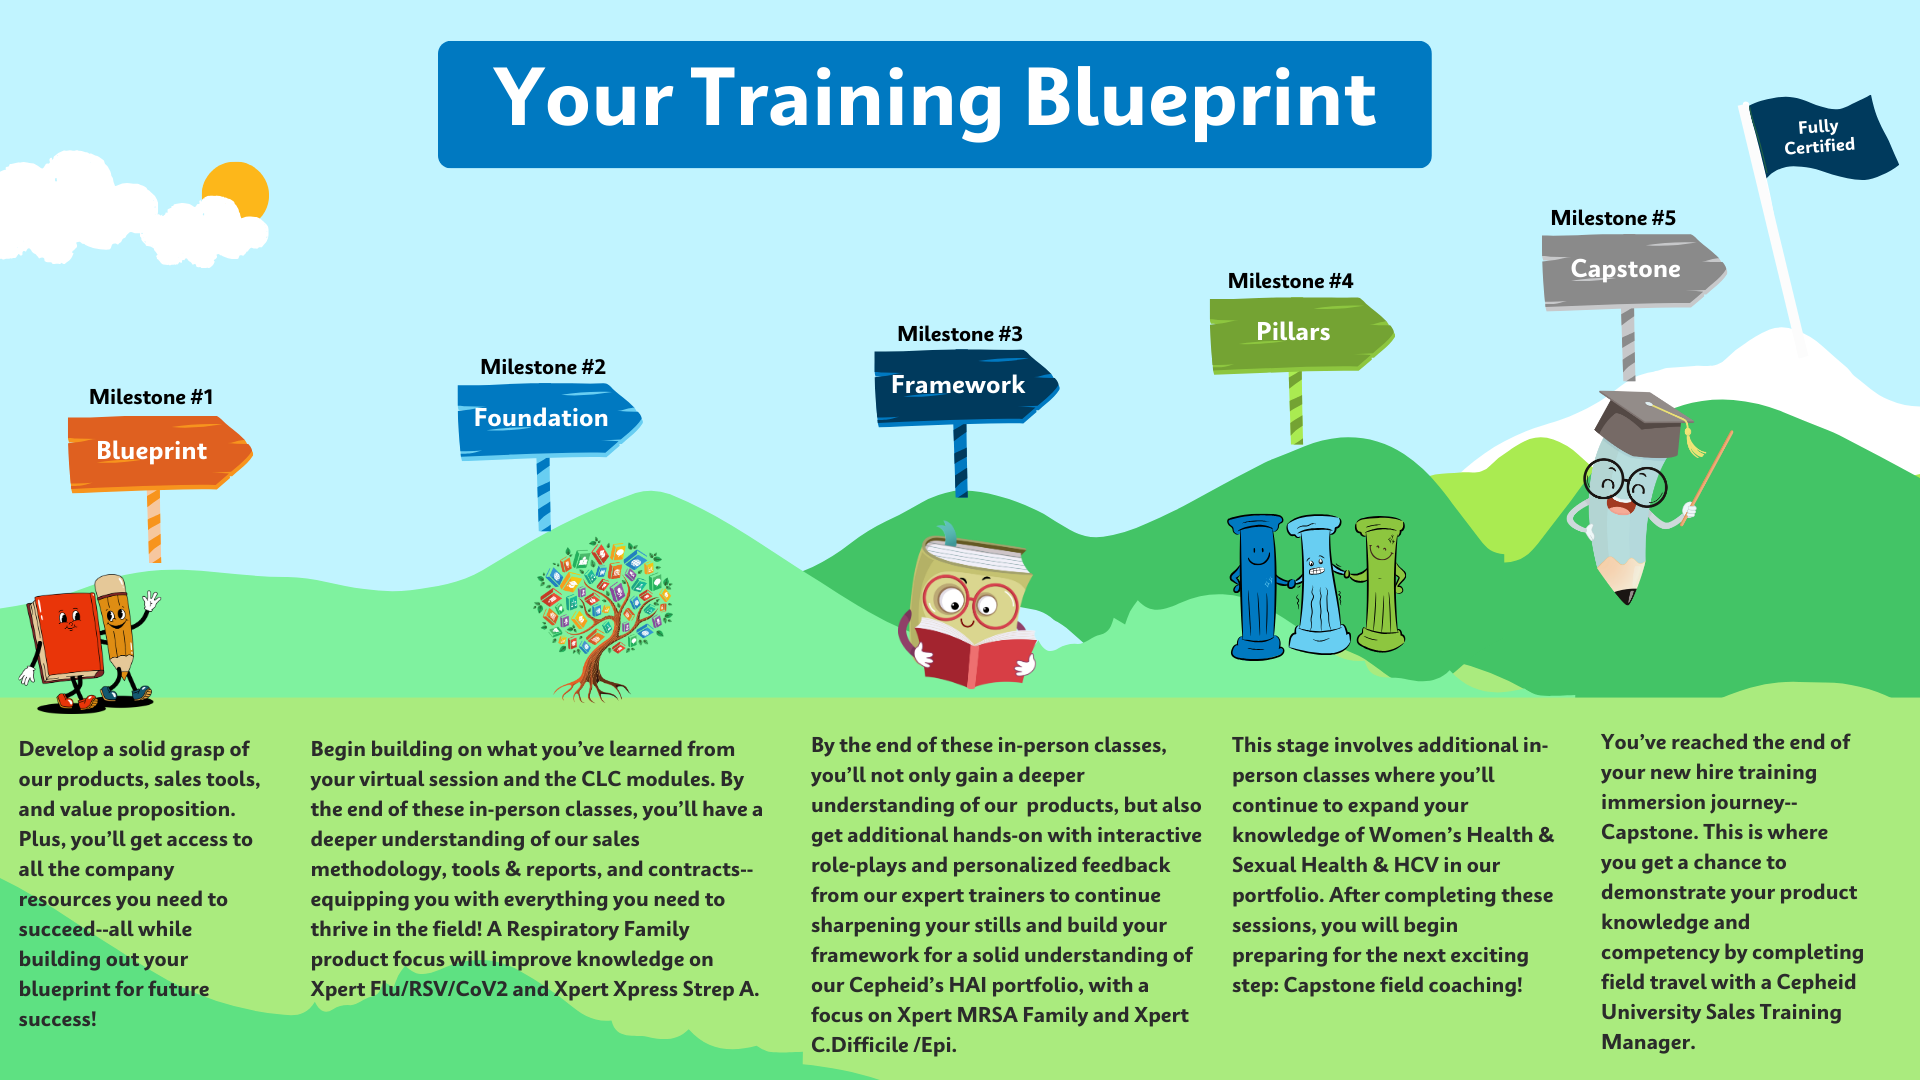 Your Training Blueprint
Fully
Certified
Milestone #1
Blueprint
Milestone #2
Foundation
Milestone #3
Framework
Milestone #4
Pillars
Milestone #5
Capstone
Develop a solid grasp of
our products, sales tools,
and value proposition.
Plus, you'll get access to
all the company
resources you need to
succeed--all while
building out your
blueprint for future
success!
Begin building on what you've learned from
your virtual session and the CLC modules. By
the end of these in-person classes, you'll have a
deeper understanding of our sales
methodology, tools & reports, and contracts--
equipping you with everything you need to
thrive in the field! A Respiratory Family
product focus will improve knowledge on
Xpert Flu/RSV/CoV2 and Xpert Xpress Strep A.
By the end of these in-person classes,
you'll not only gain a deeper
understanding of our  products, but also
get additional hands-on with interactive
role-plays and personalized feedback
from our expert trainers to continue
sharpening your stills and build your
framework for a solid understanding of
our Cepheid's HAI portfolio, with a
focus on Xpert MRSA Family and Xpert
C.Difficile /Epi.
This stage involves additional in-
person classes where you'll
continue to expand your
knowledge of Women's Health &
Sexual Health & HCV in our
portfolio. After completing these
sessions, you will begin
preparing for the next exciting
step: Capstone field coaching!
You've reached the end of
your new hire training
immersion journey--
Capstone. This is where
you get a chance to
demonstrate your product
knowledge and
competency by completing
field travel with a Cepheid
University Sales Training
Manager.